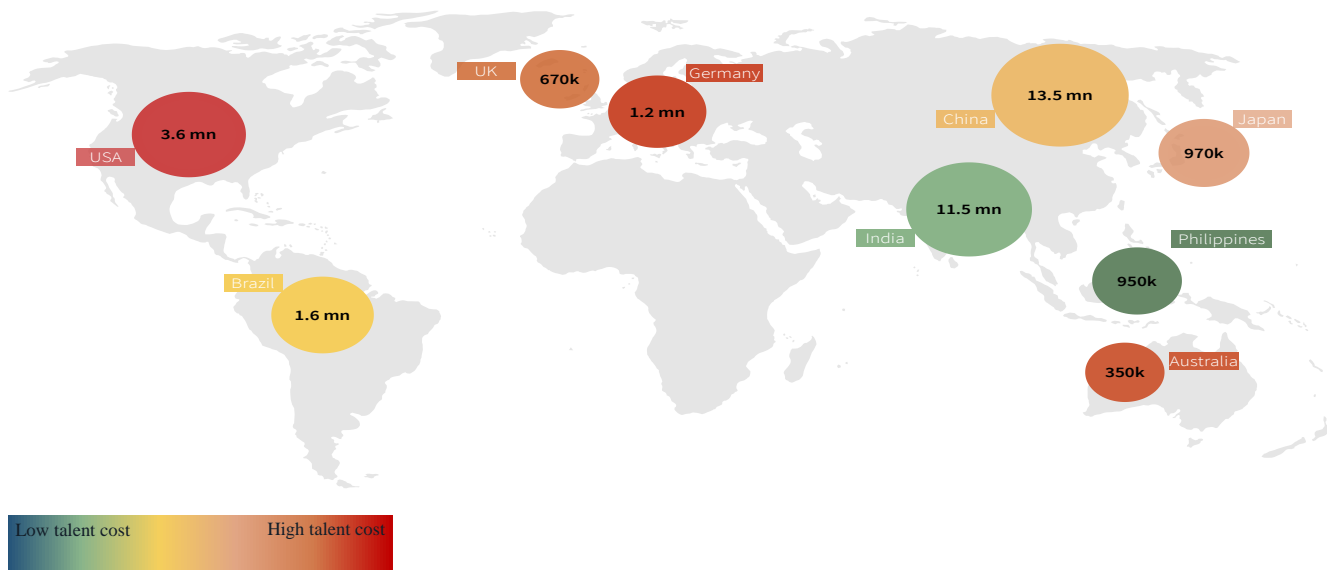 UK
670k
Germany
1.2 mn
13.5 mn
China
Japan
970k
3.6 mn
USA
11.5 mn
India
Philippines
950k
Brazil
1.6 mn
350k
Australia
Low talent cost
High talent cost